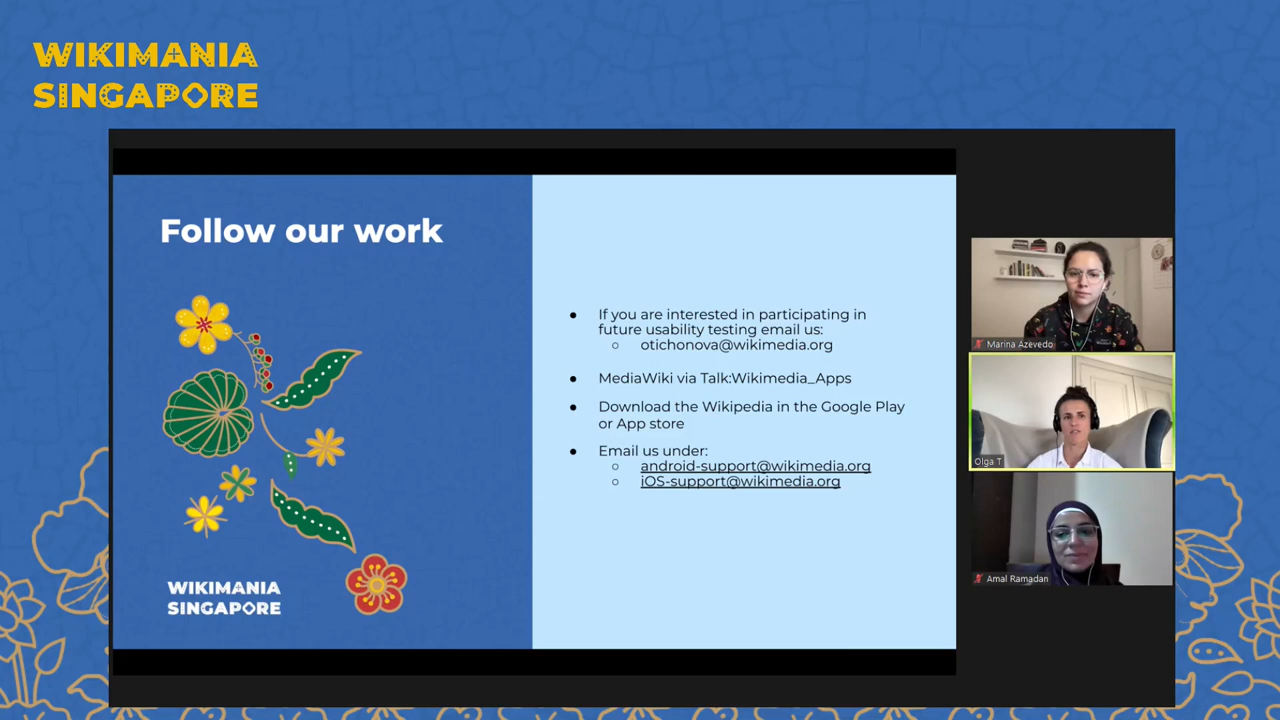 WIKIMANIA
SINGAPORE
Follow our work
WIKIMANIA
SINGAPORE
● If you are interested in participating in
future usability testing email us:
○ otichonova@wikimedia.org
● MediaWiki via Talk:Wikimedia_Apps
● Download the Wikipedia in the Google Play
or App store
● Email us under:
○ android-support@wikimedia.org
○ iOS-support@wikimedia.org
Marina Azevedo
Olga T.
Amal Ramadan